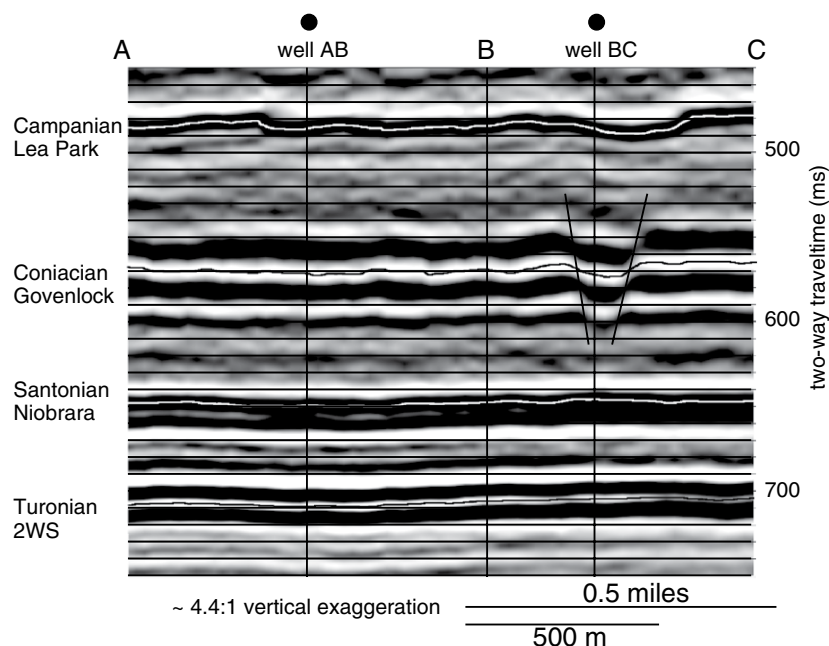 A
well AB
B
well BC
C
Campanian
Lea Park
500
Coniacian
Govenlock
600
two-way traveltime (ms)
Santonian
Niobrara
Turonian
2WS
700
~ 4.4:1 vertical exaggeration
0.5 miles
500 m